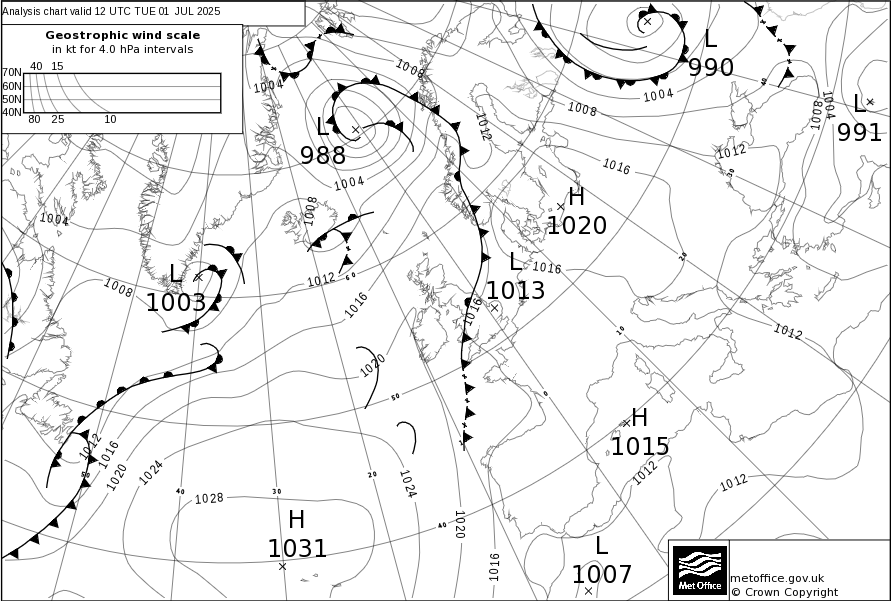 Analysis chart valid 12 UTC TUE 01 JUL 2025
Geostrophic wind scale
in kt for 4.0 hPa intervals
40 15
70N
60N
50N
40N
80 25 10
1004
1008
L
990
1004
1008
1008
1004
L
991
L
988
1012
1012
1016
1004
1008
H
1020
1004
1008
L
1003
1012
1016
L
1013
1016
1016
1012
1020
H
1015
1012
1016
1020
1024
1024
1012
1012
1028
H
1031
1020
1016
L
1007
50
40
30
20
40
50
0
10
20
30
40
60
Met Office
metoffice.gov.uk
© Crown Copyright